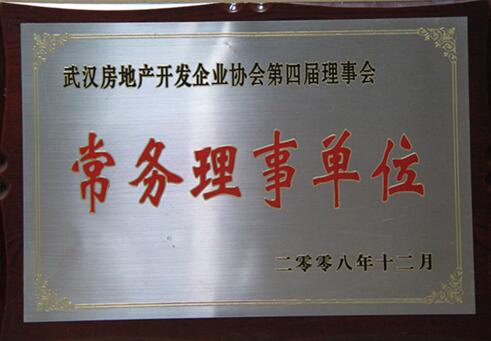 武汉房地产开发企业协会第四届理事会
常务理事单位
二零零八年十二月